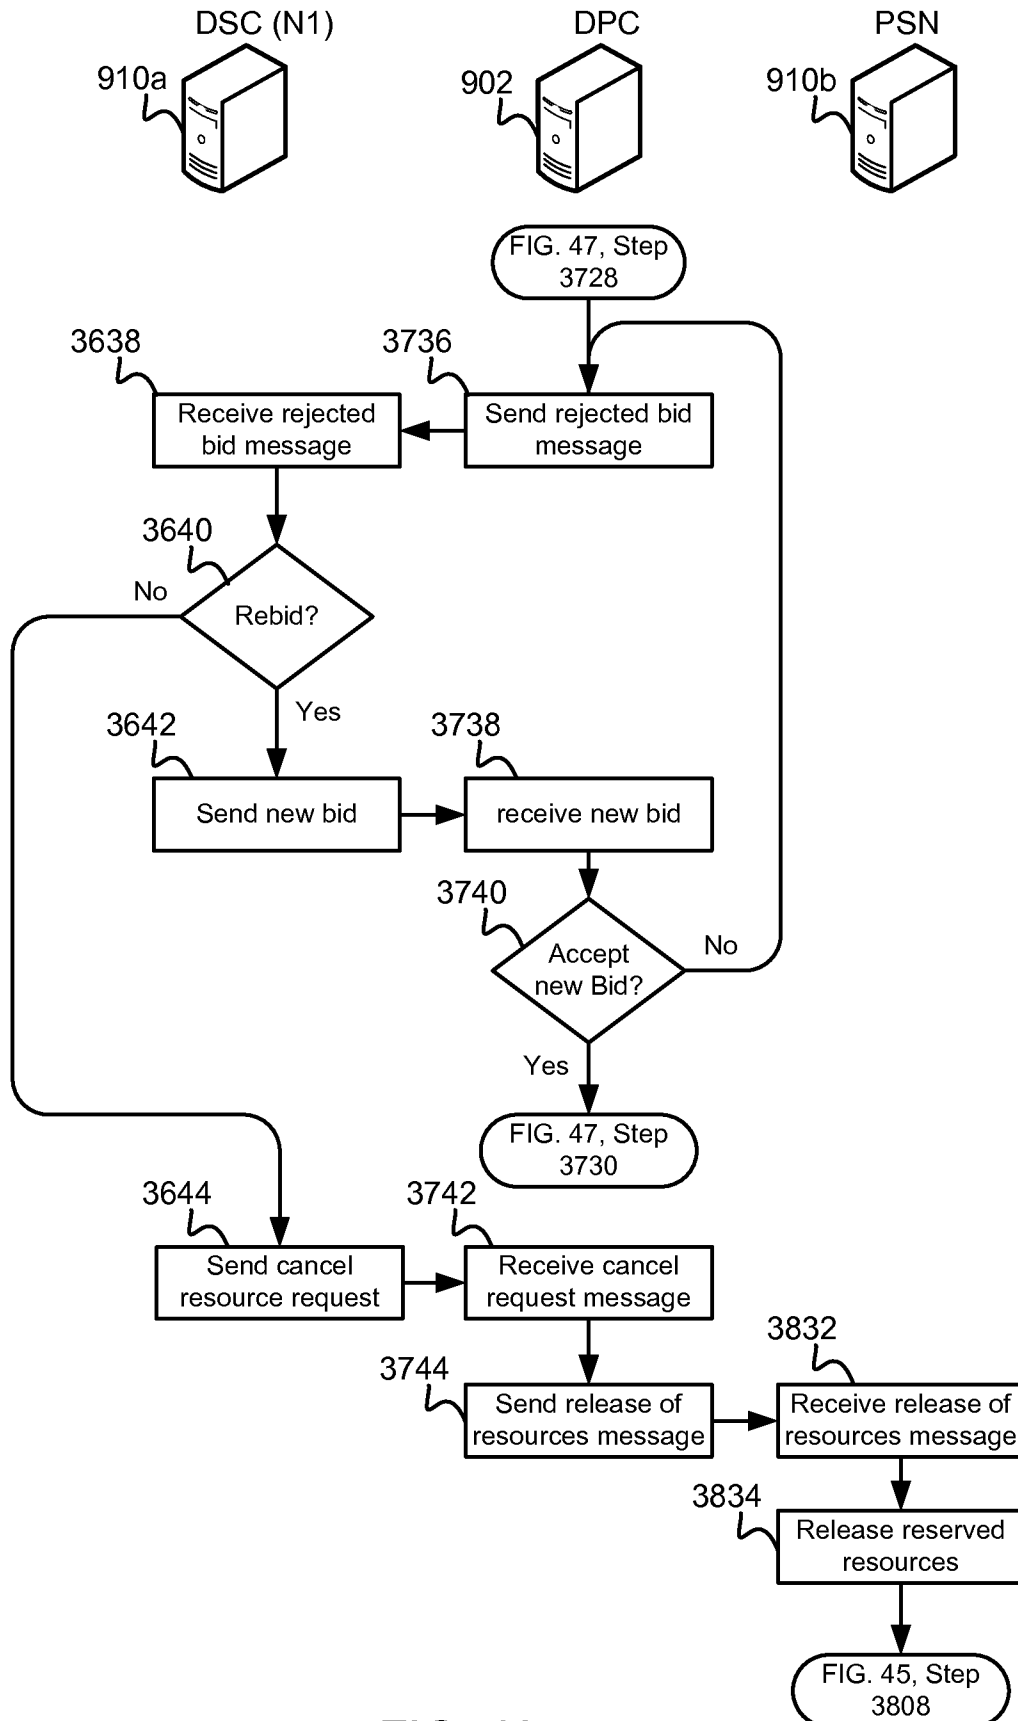 DSC (N1)
DPC
PSN
910a
902
910b
FIG. 47, Step
3728
3638
3736
Receive rejected
bid message
Send rejected bid
message
3640
No
Rebid?
Yes
3642
3738
Send new bid
receive new bid
3740
Accept
new Bid?
No
Yes
FIG. 47, Step
3730
3644
3742
Send cancel
resource request
Receive cancel
request message
3832
3744
Send release of
resources message
Receive release of
resources message
3834
Release reserved
resources
FIG. 45, Step
3808